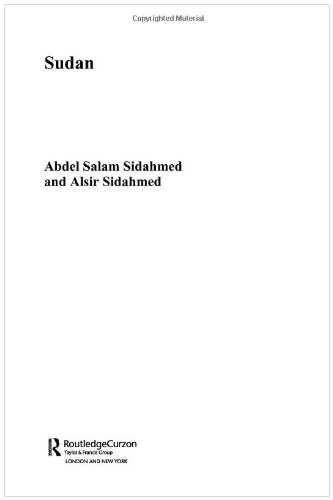 Copyrighted Material
Sudan
Abdel Salam Sidahmed
and Alsir Sidahmed
RoutledgeCurzon
Taylor & Francis Group
LONDON AND NEW YORK